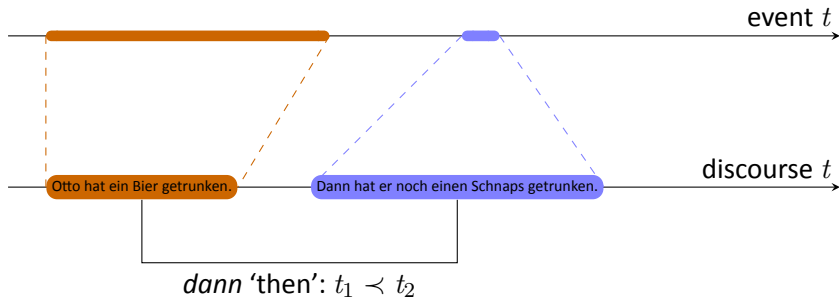 event t
Otto hat ein Bier getrunken.
Dann hat er noch einen Schnaps getrunken.
discourse t
dann ‘then’: t₁ ≺ t₂